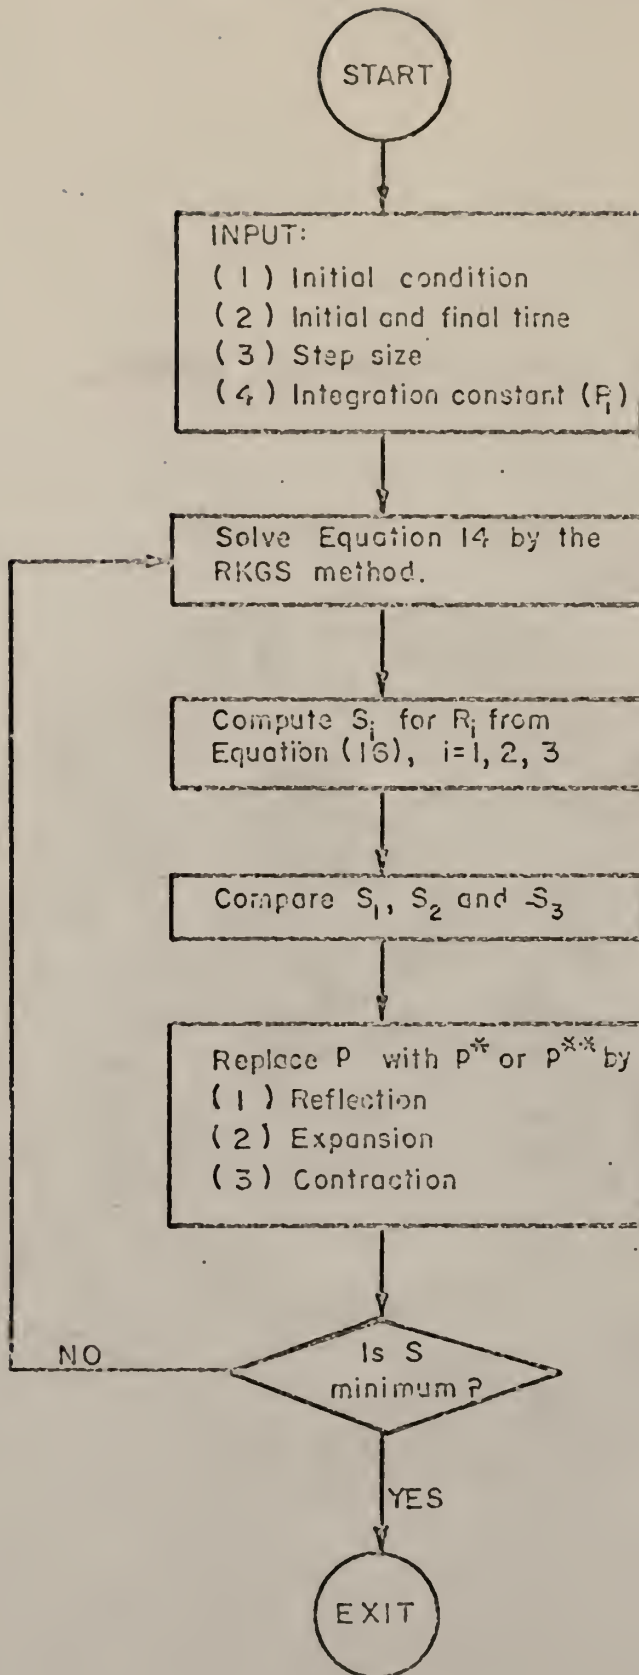 START
INPUT:
( 1 ) Initial condition
( 2 ) Initial and final time
( 3 ) Step size
( 4 ) Integration constant (P₁)
Solve Equation 14 by the
RKGS method.
Compute Sᵢ for Rᵢ from
Equation (16), i=1, 2, 3
Compare S₁, S₂ and S₃
Replace P with P* or P** by
( 1 ) Reflection
( 2 ) Expansion
( 3 ) Contraction
Is S
minimum ?
NO
YES
EXIT